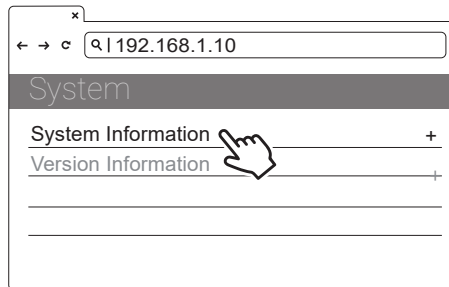 192.168.1.10
System
System Information +
Version Information +